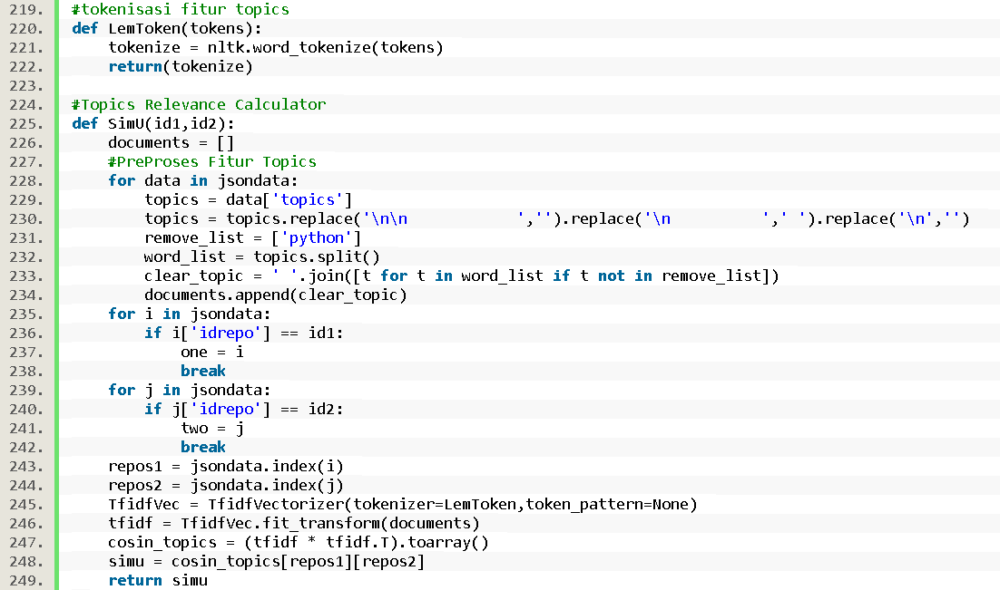 219. #tokenisasi fitur topics
220. def LemToken(tokens):
221.     tokenize = nltk.word_tokenize(tokens)
222.     return(tokenize)
223.
224. #Topics Relevance Calculator
225. def SimU(id1,id2):
226.     documents = []
227.     #PreProses Fitur Topics
228.     for data in jsondata:
229.         topics = data['topics']
230.         topics = topics.replace('\n\n            ','').replace('\n          ',' ').replace('\n','')
231.         remove_list = ['python']
232.         word_list = topics.split()
233.         clear_topic = ' '.join([t for t in word_list if t not in remove_list])
234.         documents.append(clear_topic)
235.     for i in jsondata:
236.         if i['idrepo'] == id1:
237.             one = i
238.             break
239.     for j in jsondata:
240.         if j['idrepo'] == id2:
241.             two = j
242.             break
243.     repos1 = jsondata.index(i)
244.     repos2 = jsondata.index(j)
245.     TfidfVec = TfidfVectorizer(tokenizer=LemToken,token_pattern=None)
246.     tfidf = TfidfVec.fit_transform(documents)
247.     cosin_topics = (tfidf * tfidf.T).toarray()
248.     simu = cosin_topics[repos1][repos2]
249.     return simu